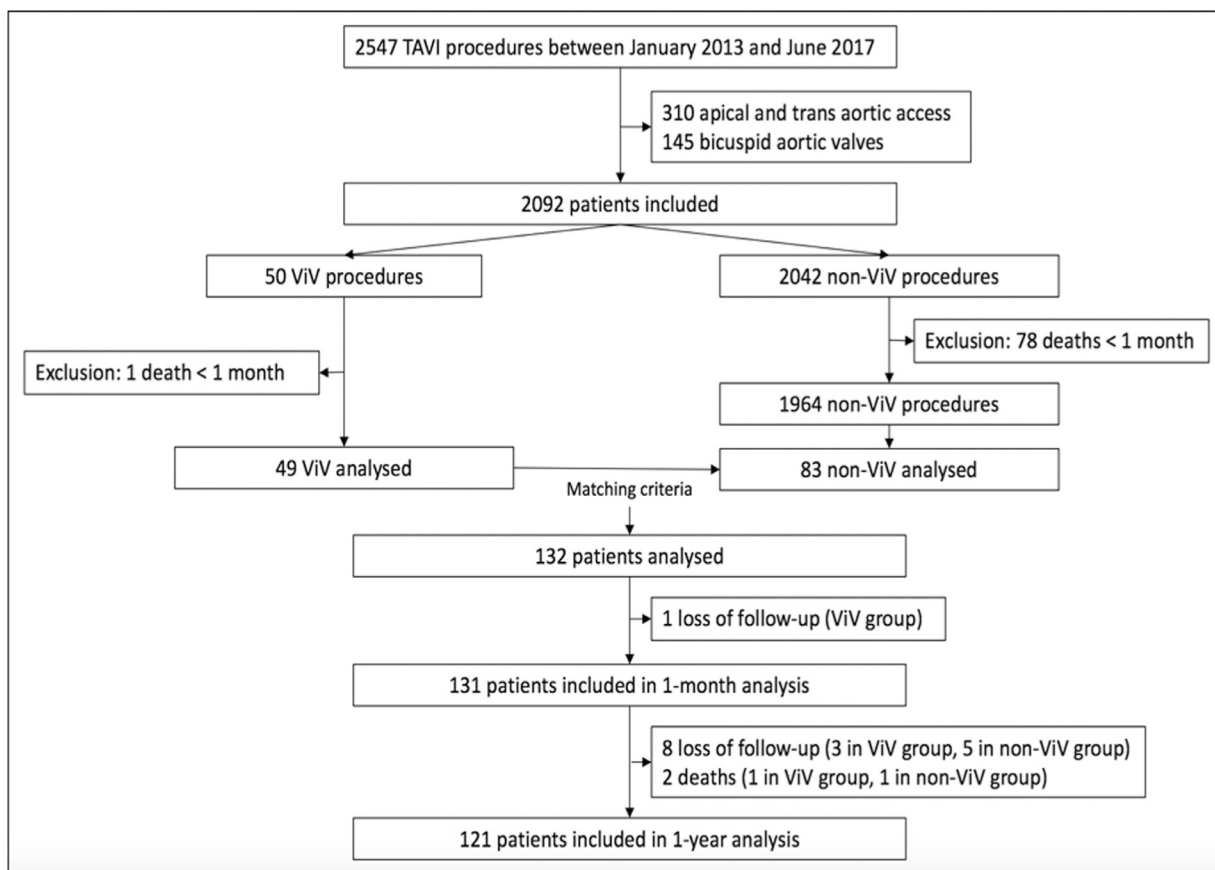 2547 TAVI procedures between January 2013 and June 2017
310 apical and trans aortic access
145 bicuspid aortic valves
2092 patients included
50 ViV procedures
2042 non-ViV procedures
Exclusion: 78 deaths < 1 month
Exclusion: 1 death < 1 month
1964 non-ViV procedures
49 ViV analysed
83 non-ViV analysed
Matching criteria
132 patients analysed
1 loss of follow-up (ViV group)
131 patients included in 1-month analysis
8 loss of follow-up (3 in ViV group, 5 in non-ViV group)
2 deaths (1 in ViV group, 1 in non-ViV group)
121 patients included in 1-year analysis